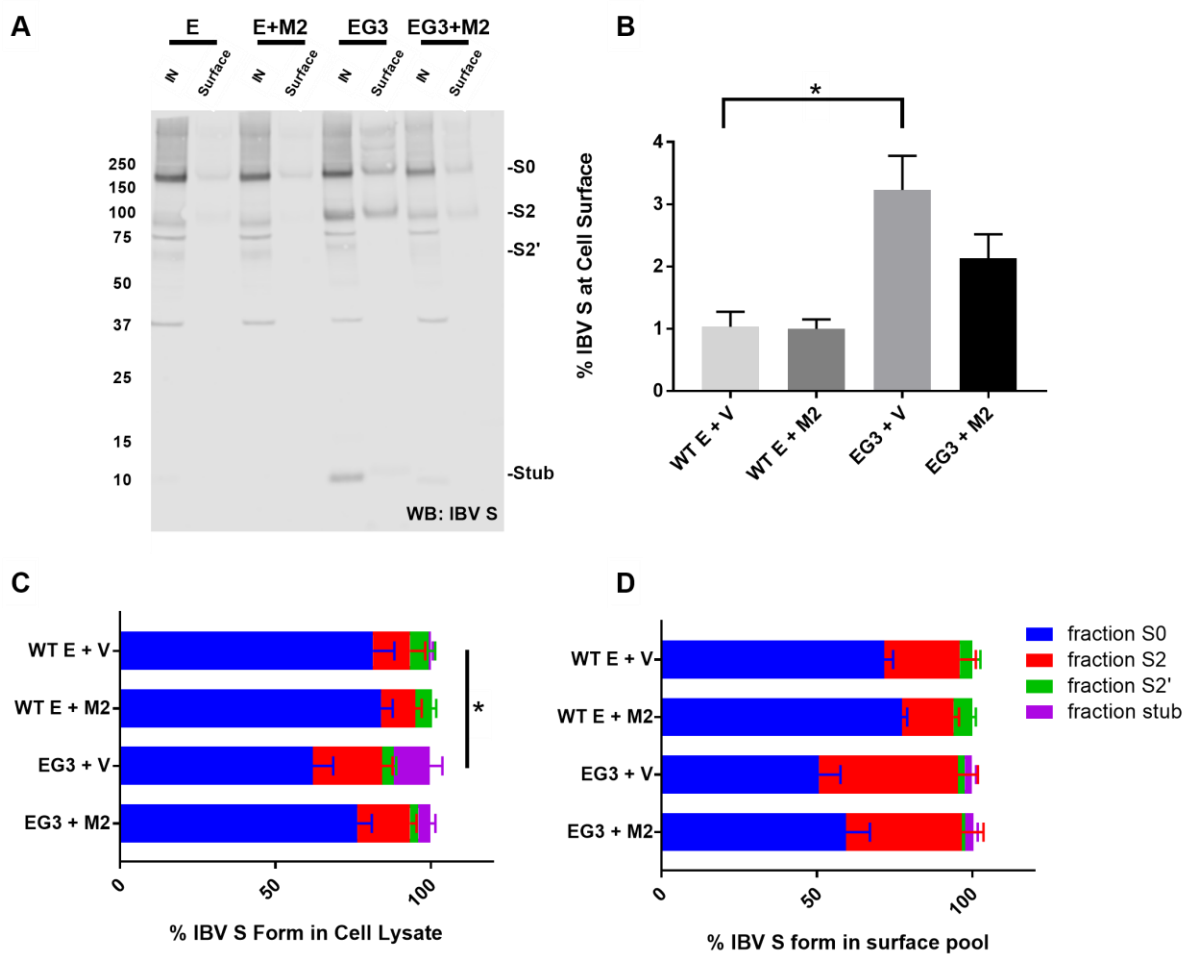 A
E E+M2 EG3 EG3+M2
IN Surface IN Surface IN Surface IN Surface
250
150
100
75
50
37
25
15
10
-S0
-S2
-S2'
-Stub
WB: IBV S
B
*
% IBV S at Cell Surface
4
3
2
1
0
WT E + V
WT E + M2
EG3 + V
EG3 + M2
C
WT E + V
WT E + M2
EG3 + V
EG3 + M2
*
0 50 100
% IBV S Form in Cell Lysate
D
WT E + V
WT E + M2
EG3 + V
EG3 + M2
0 50 100
% IBV S form in surface pool
fraction S0
fraction S2
fraction S2'
fraction stub